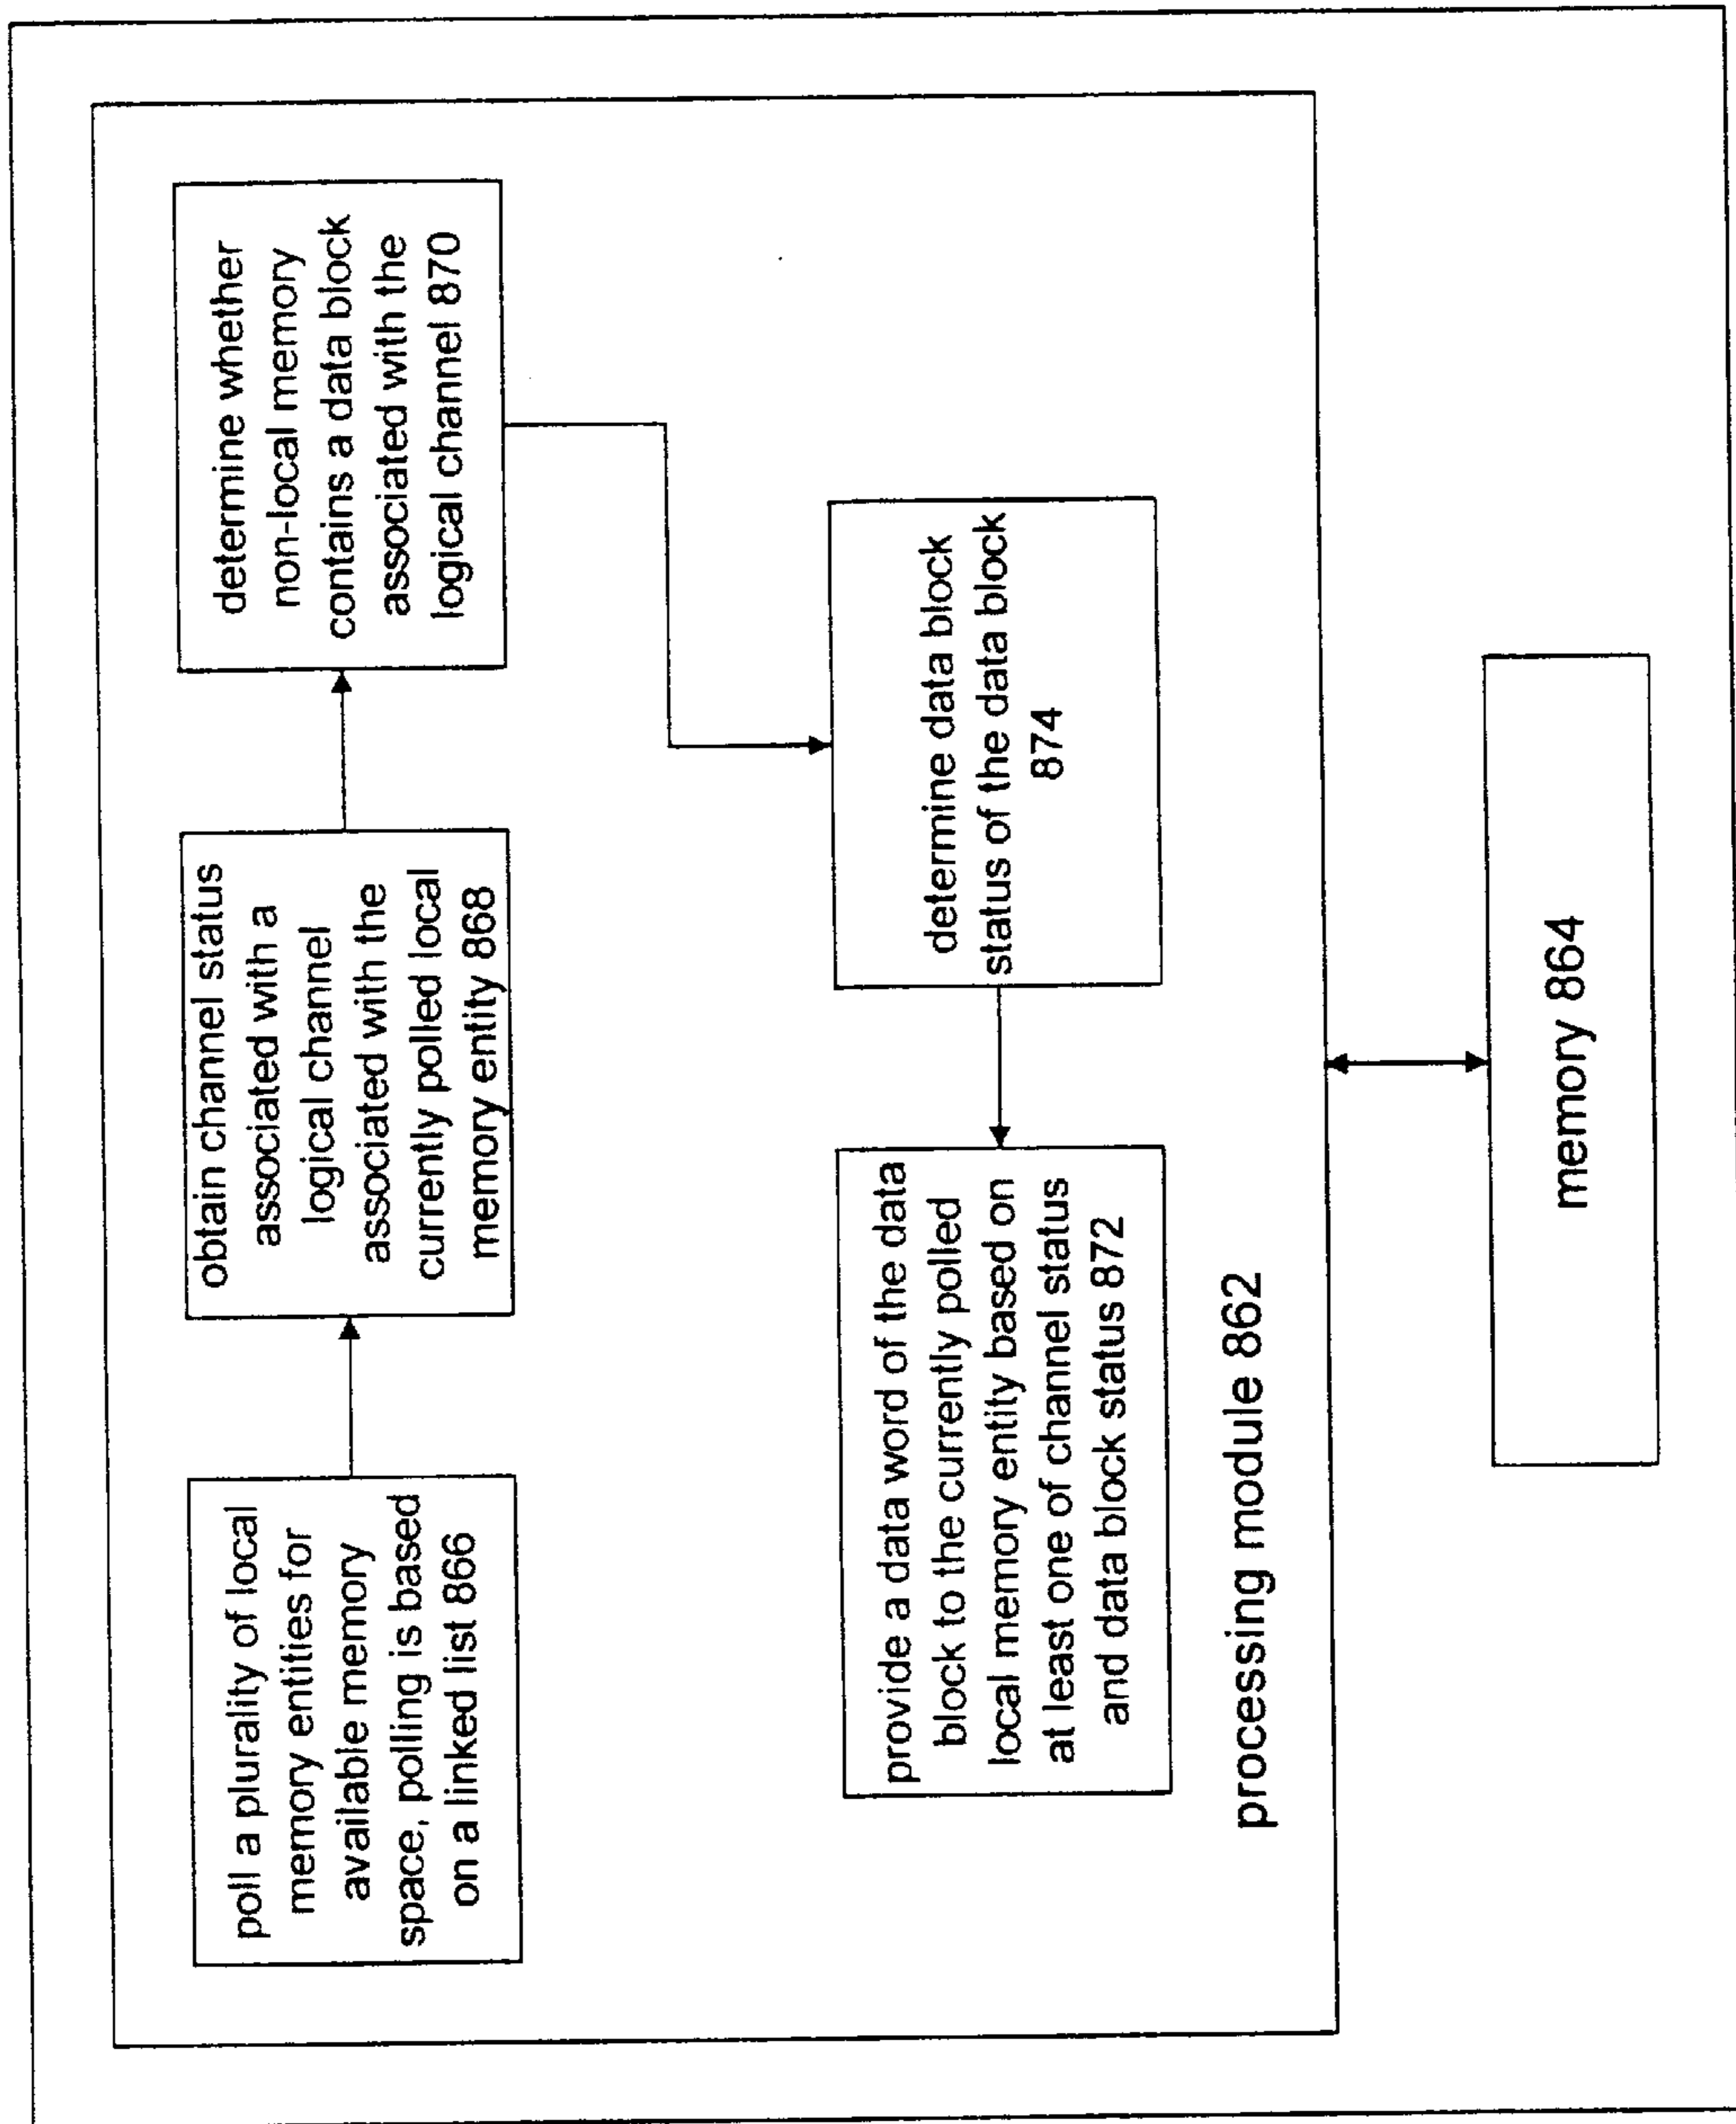 poll a plurality of local
memory entities for
available memory
space, polling is based
on a linked list 866
obtain channel status
associated with a
logical channel
associated with the
currently polled local
memory entity 868
determine whether
non-local memory
contains a data block
associated with the
logical channel 870
provide a data word of the data
block to the currently polled
local memory entity based on
at least one of channel status
and data block status 872
determine data block
status of the data block
874
processing module 862
memory 864